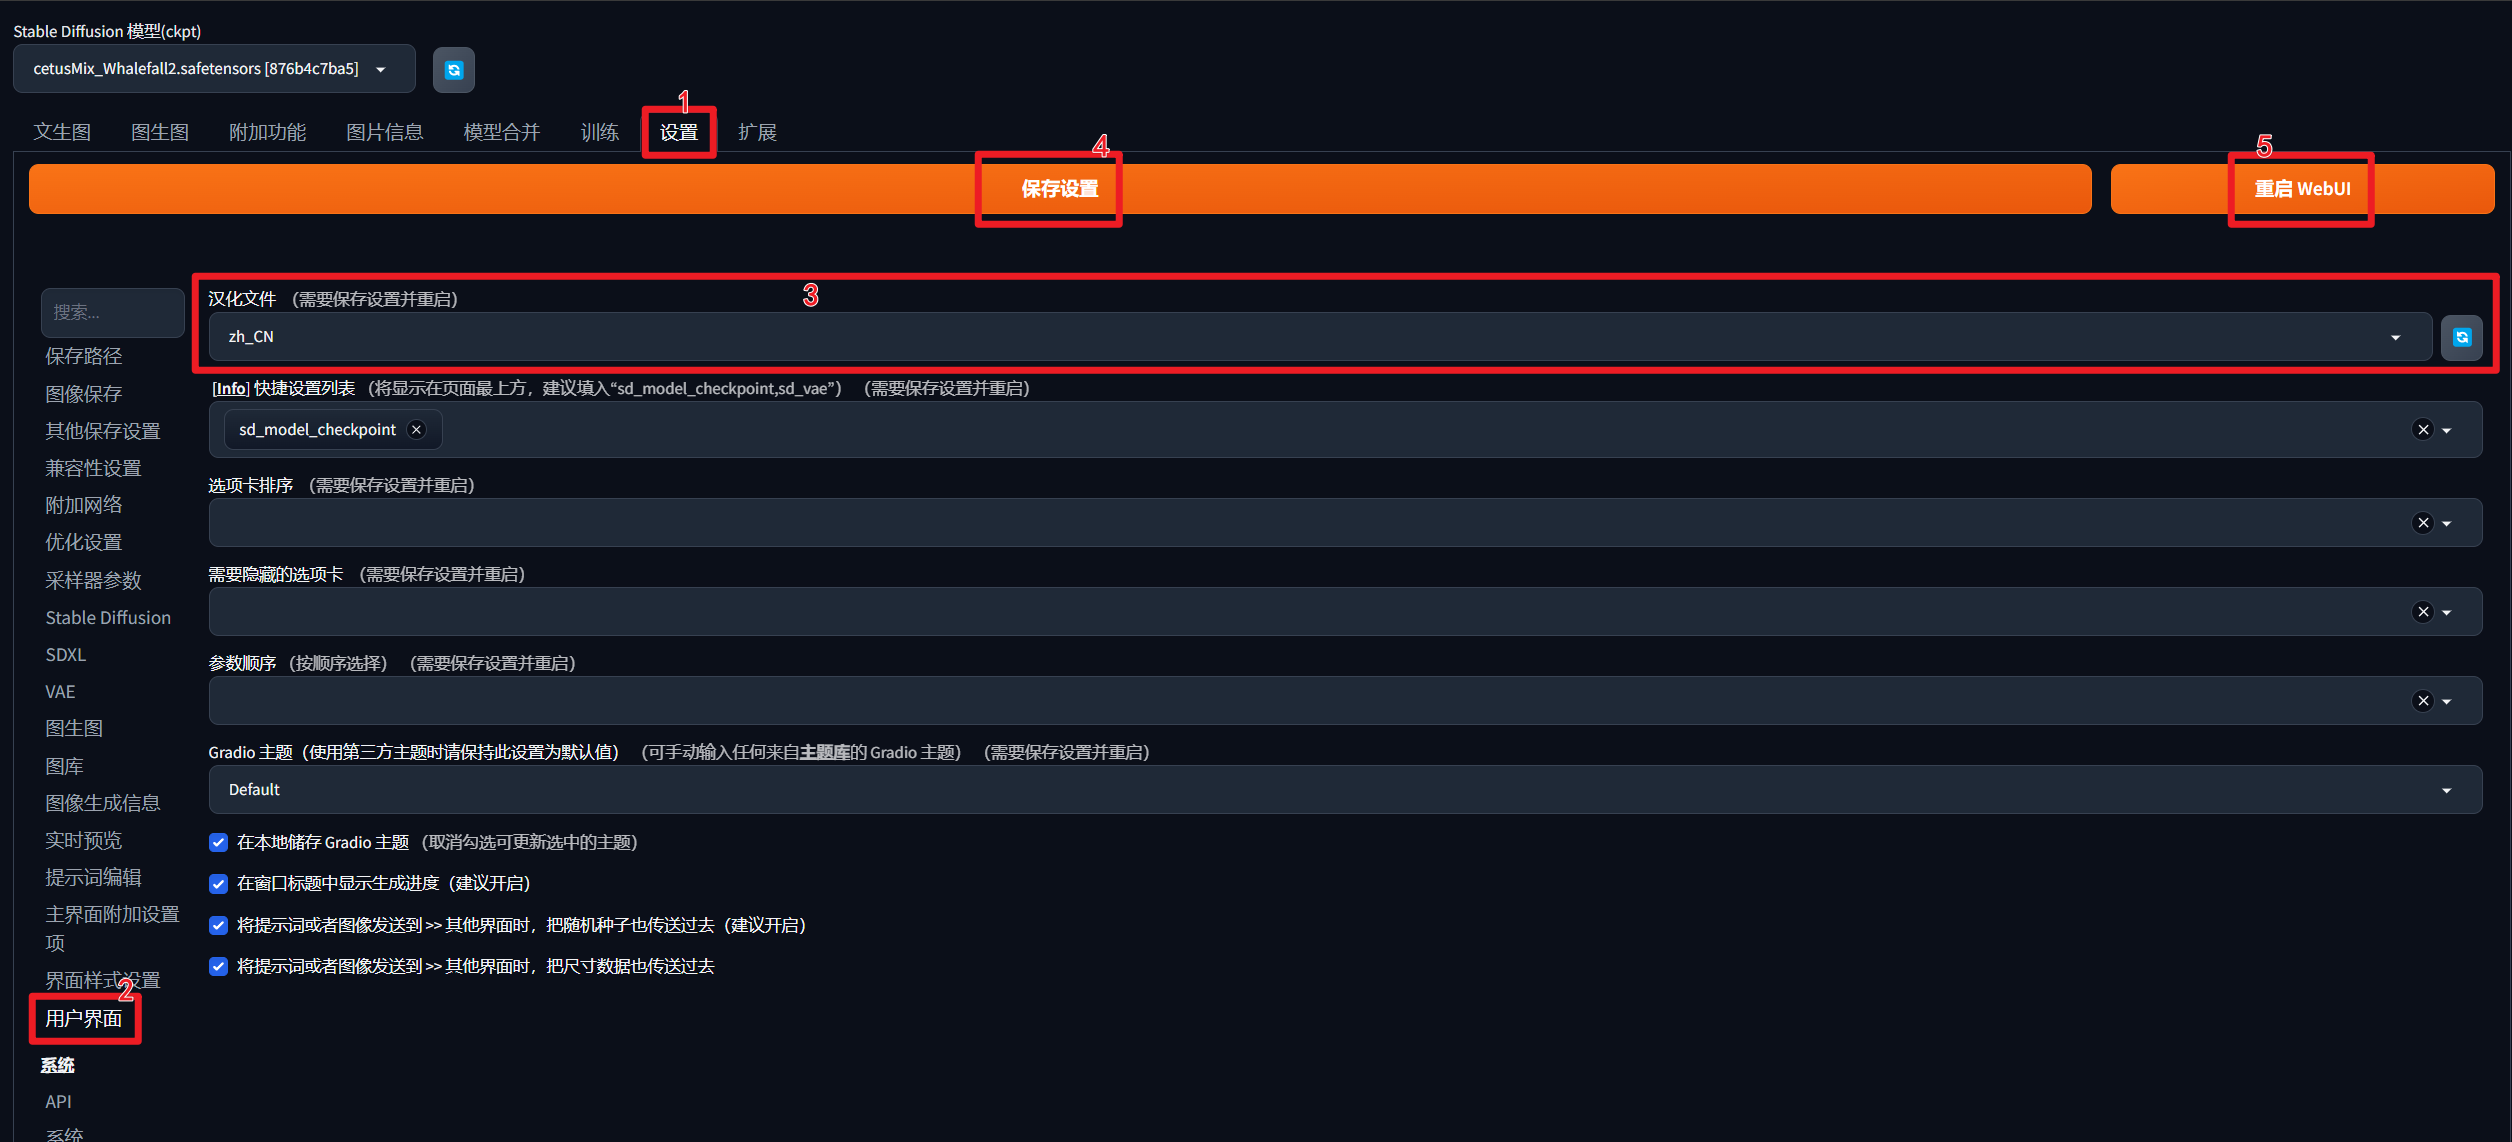 Stable Diffusion 模型(ckpt)
cetusMix_Whalefall2.safetensors [876b4c7ba5]
文生图 图生图 附加功能 图片信息 模型合并 训练 设置 扩展
1
4
5
保存设置 重启 WebUI
3
搜索...
保存路径
图像保存
其他保存设置
兼容性设置
附加网络
优化设置
采样器参数
Stable Diffusion
SDXL
VAE
图生图
图库
图像生成信息
实时预览
提示词编辑
主界面附加设置
项
界面样式设置
2
用户界面
系统
API
系统
汉化文件 (需要保存设置并重启)
zh_CN
[Info] 快捷设置列表 (将显示在页面最上方，建议填入“sd_model_checkpoint,sd_vae”) (需要保存设置并重启)
sd_model_checkpoint
选项卡排序 (需要保存设置并重启)
需要隐藏的选项卡 (需要保存设置并重启)
参数顺序 (按顺序选择) (需要保存设置并重启)
Gradio 主题（使用第三方主题时请保持此设置为默认值） (可手动输入任何来自主题库的 Gradio 主题) (需要保存设置并重启)
Default
在本地储存 Gradio 主题 (取消勾选可更新选中的主题)
在窗口标题中显示生成进度（建议开启）
将提示词或者图像发送到 >> 其他界面时，把随机种子也传送过去（建议开启）
将提示词或者图像发送到 >> 其他界面时，把尺寸数据也传送过去